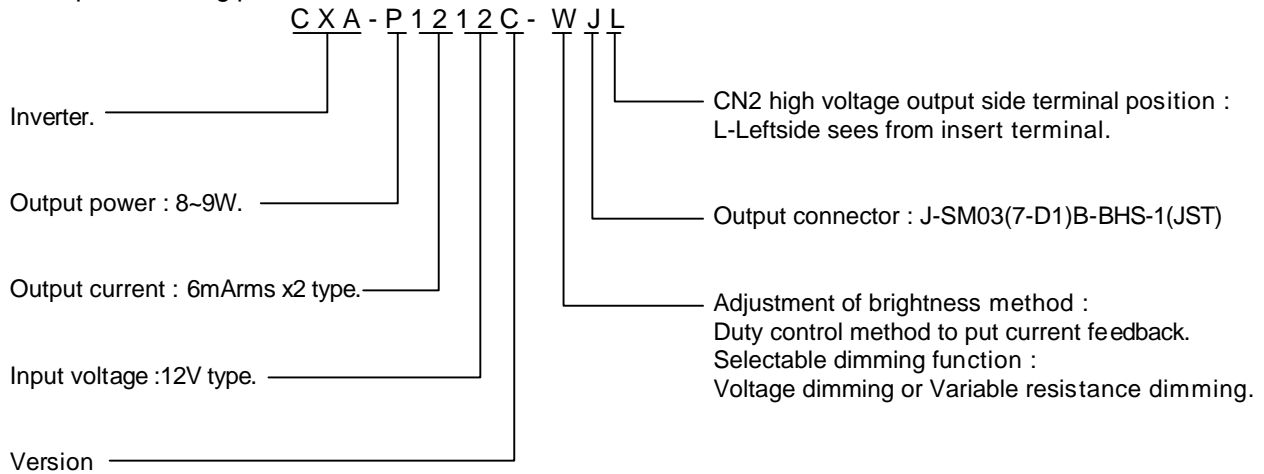 CXA-P1212C-WJL
Inverter.
Output power : 8~9W.
Output current : 6mArms x2 type.
Input voltage :12V type.
Version
CN2 high voltage output side terminal position :
L-Leftside sees from insert terminal.
Output connector : J-SM03(7-D1)B-BHS-1(JST)
Adjustment of brightness method :
Duty control method to put current feedback.
Selectable dimming function :
Voltage dimming or Variable resistance dimming.